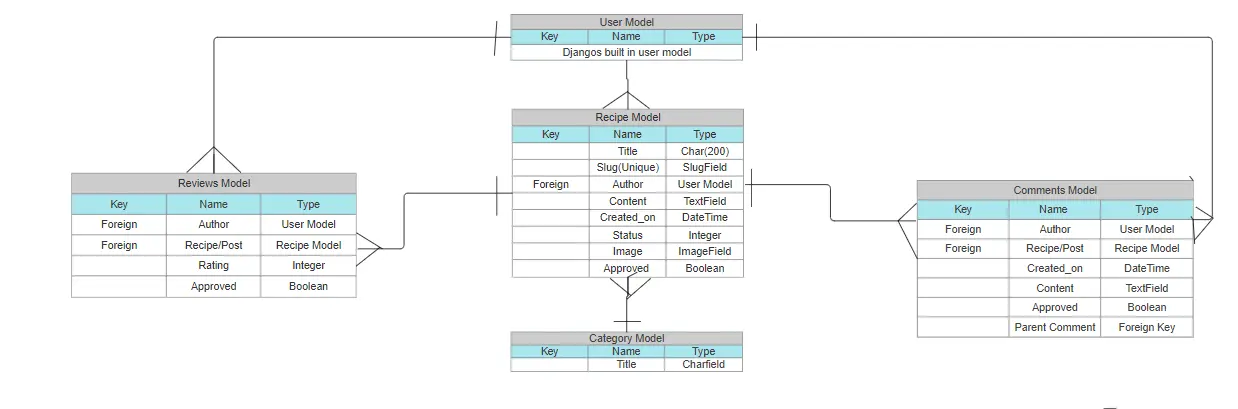 User Model
Key Name Type
Djangos built in user model
Recipe Model
Key Name Type
Title Char(200)
Slug(Unique) SlugField
Foreign Author User Model
Content TextField
Created_on DateTime
Status Integer
Image ImageField
Approved Boolean
Reviews Model
Key Name Type
Foreign Author User Model
Foreign Recipe/Post Recipe Model
Rating Integer
Approved Boolean
Comments Model
Key Name Type
Foreign Author User Model
Foreign Recipe/Post Recipe Model
Created_on DateTime
Content TextField
Approved Boolean
Parent Comment Foreign Key
Category Model
Key Name Type
Title Charfield